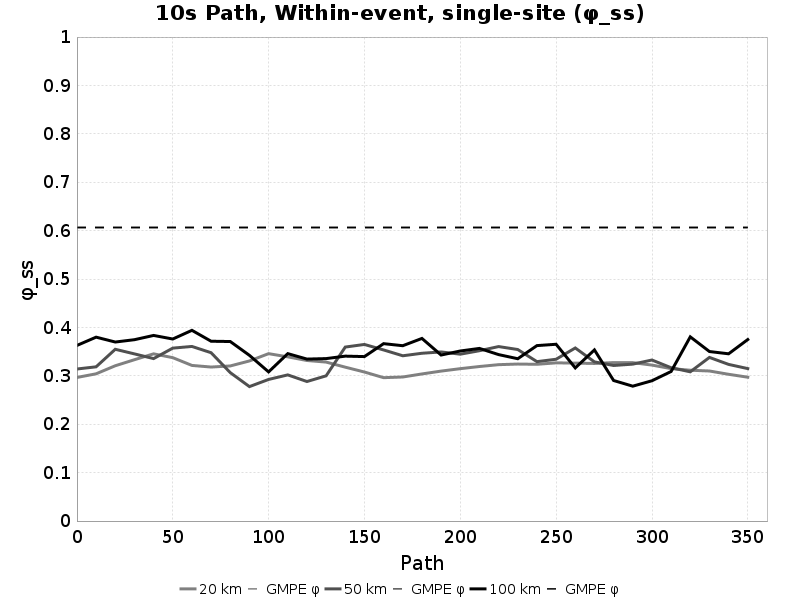 10s Path, Within-event, single-site (φ_ss)
1
0.9
0.8
0.7
0.6
0.5
0.4
0.3
0.2
0.1
0
φ_ss
0 50 100 150 200 250 300 350
Path
20 km GMPE φ 50 km GMPE φ 100 km GMPE φ